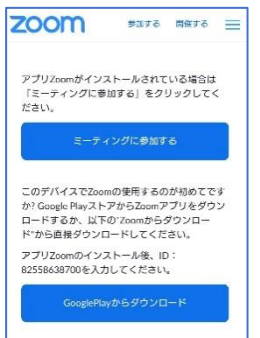 zoom 参加する 開催する
アプリZoomがインストールされている場合は
「ミーティングに参加する」をクリックしてく
ださい。
ミーティングに参加する
このデバイスでZoomの使用するのが初めてです
か? Google PlayストアからZoomアプリをダウン
ロードするか、以下の"Zoomからダウンロー
ド"から直接ダウンロードしてください。
アプリZoomのインストール後、ID：
82558638700を入力してください。
GooglePlayからダウンロード